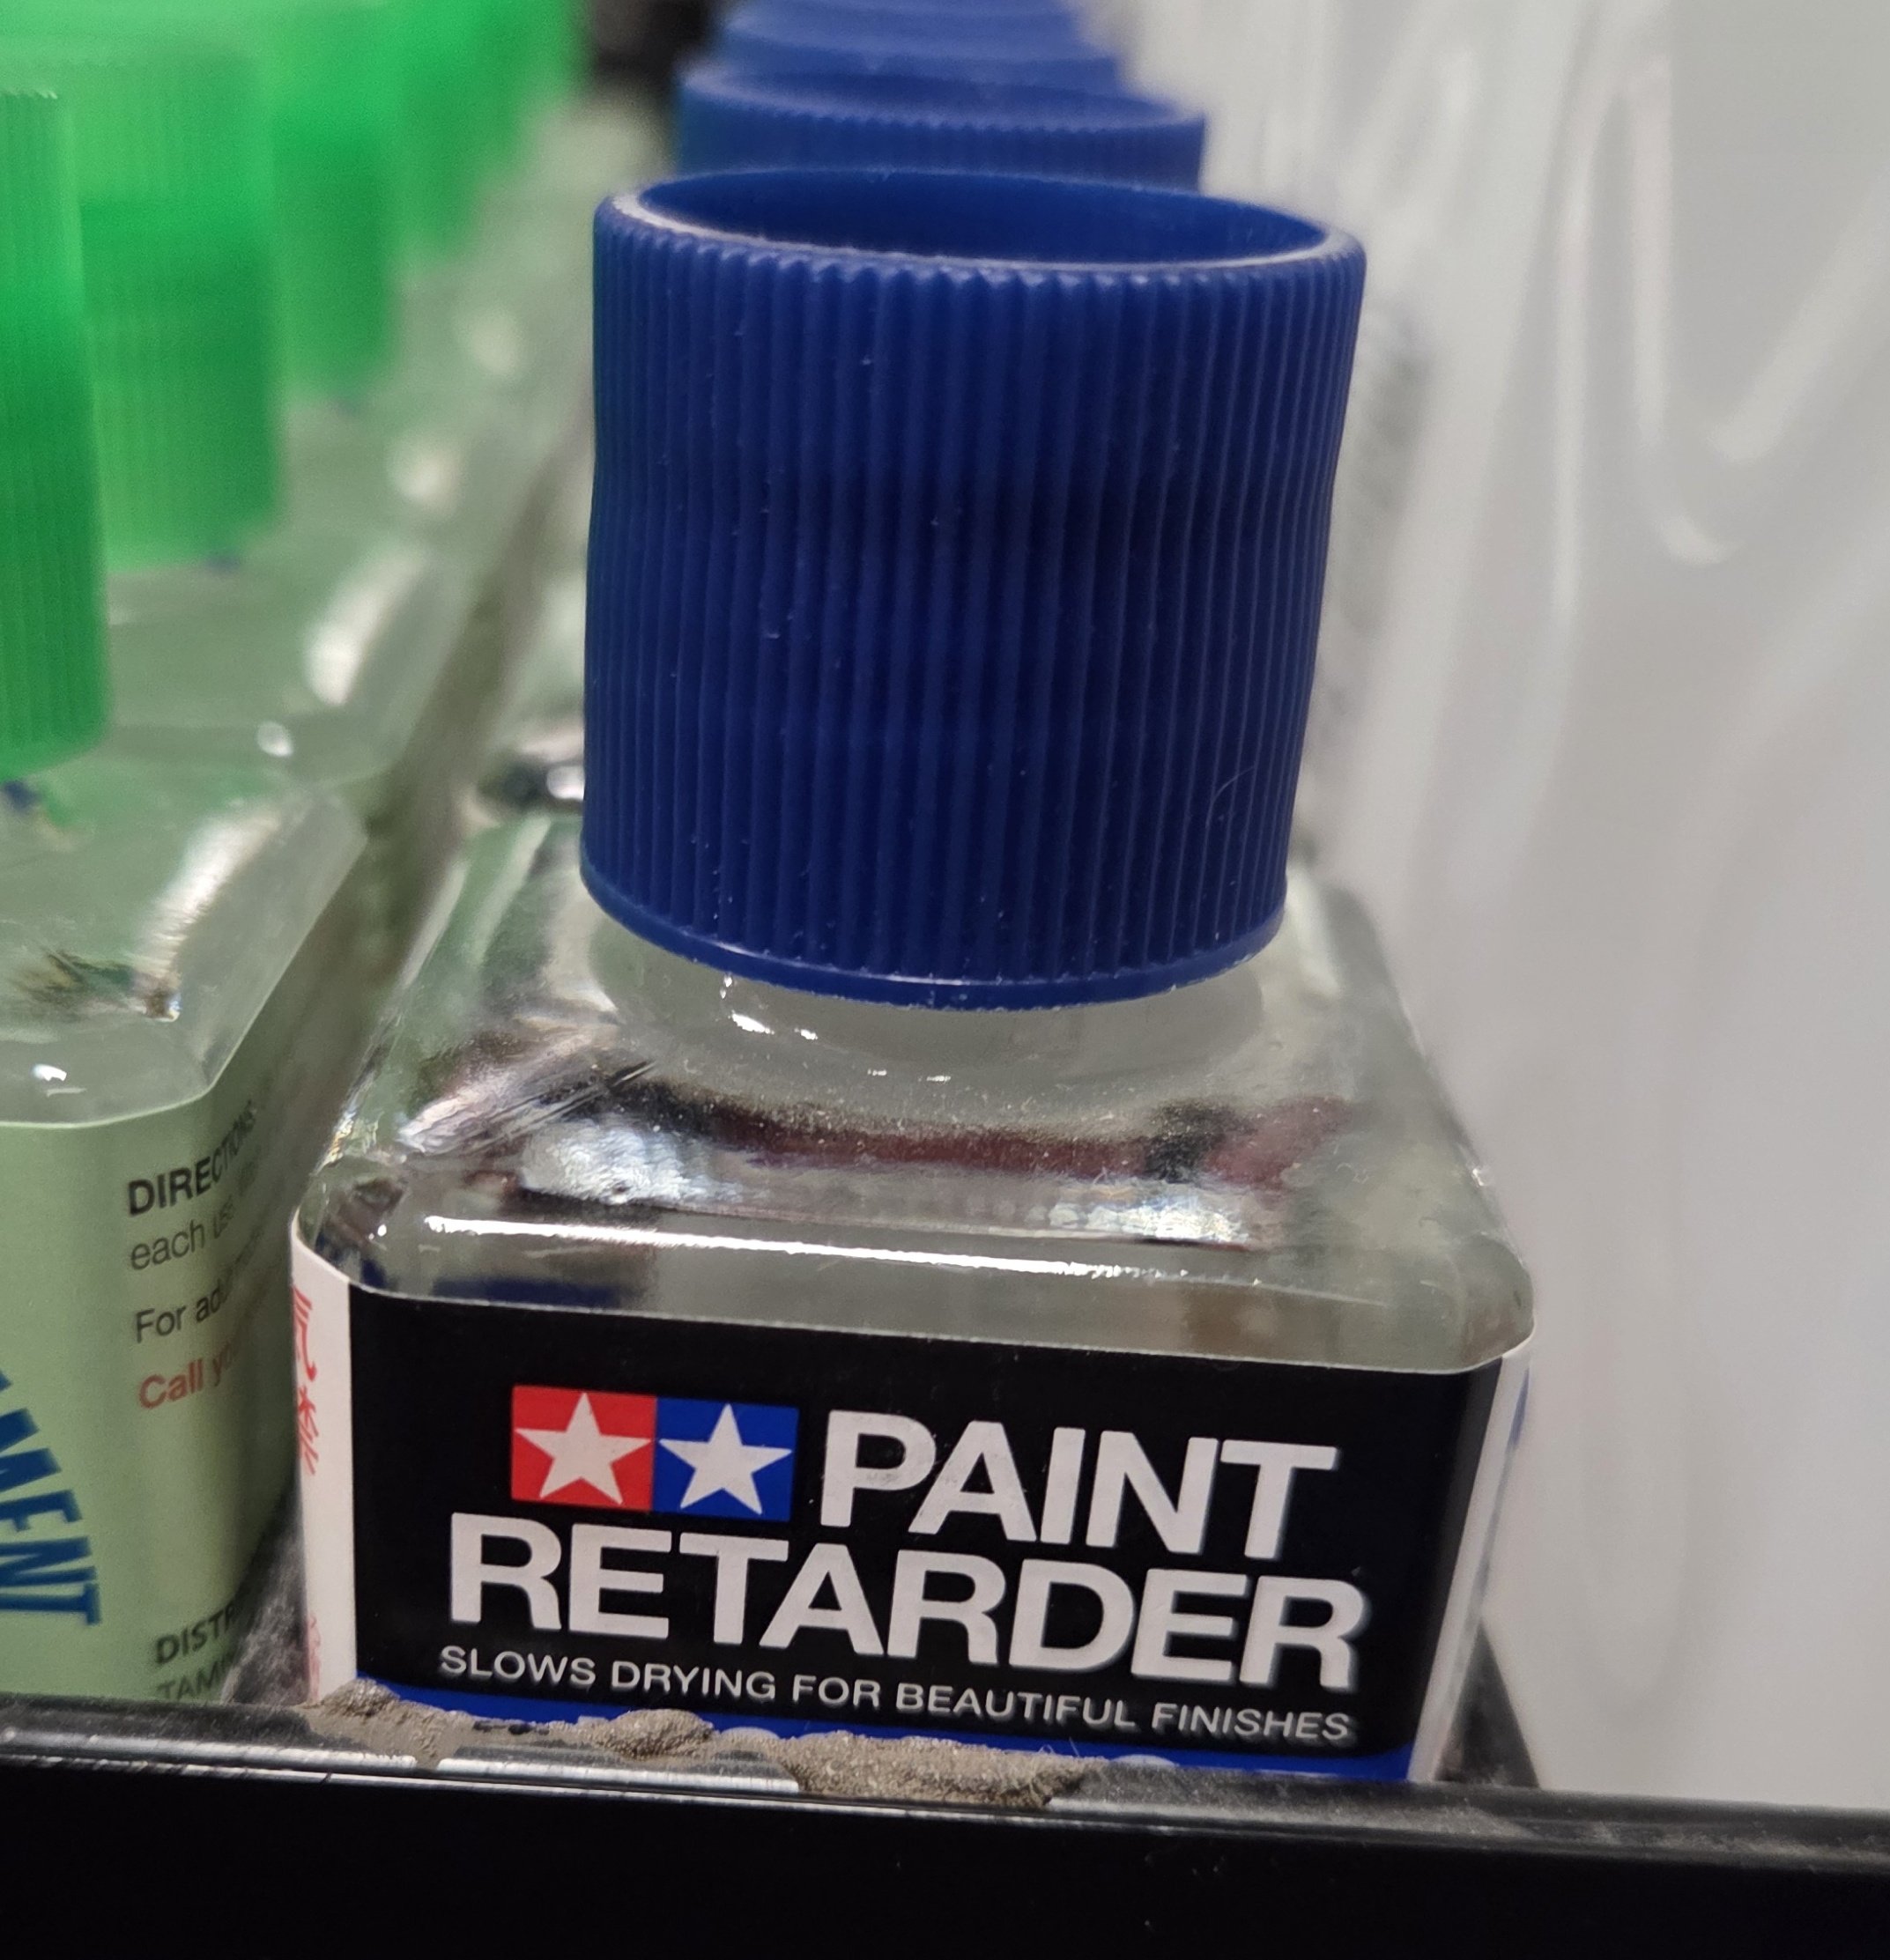 PAINT
RETARDER
SLOWS DRYING FOR BEAUTIFUL FINISHES
DIRECTIONS
each
For
Call